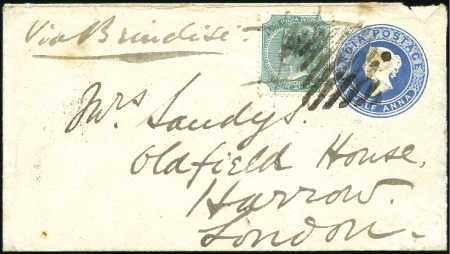 Via Brindisi
INDIA POSTAGE
HALF ANNA
Mrs Sandys.
Oldfield House.
Harrow.
London.